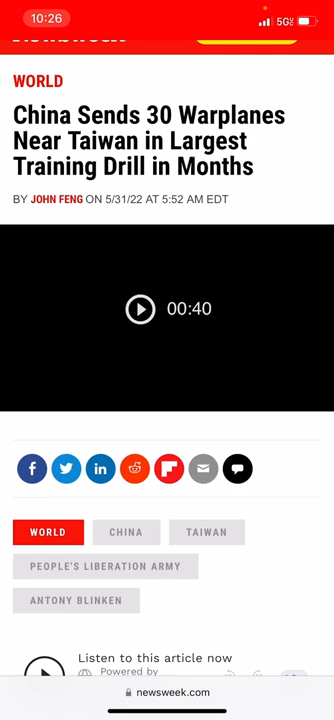 10:26
5G
WORLD
China Sends 30 Warplanes
Near Taiwan in Largest
Training Drill in Months
BY JOHN FENG ON 5/31/22 AT 5:52 AM EDT
00:40
WORLD
CHINA
TAIWAN
PEOPLE'S LIBERATION ARMY
ANTONY BLINKEN
Listen to this article now
Powered by
newsweek.com